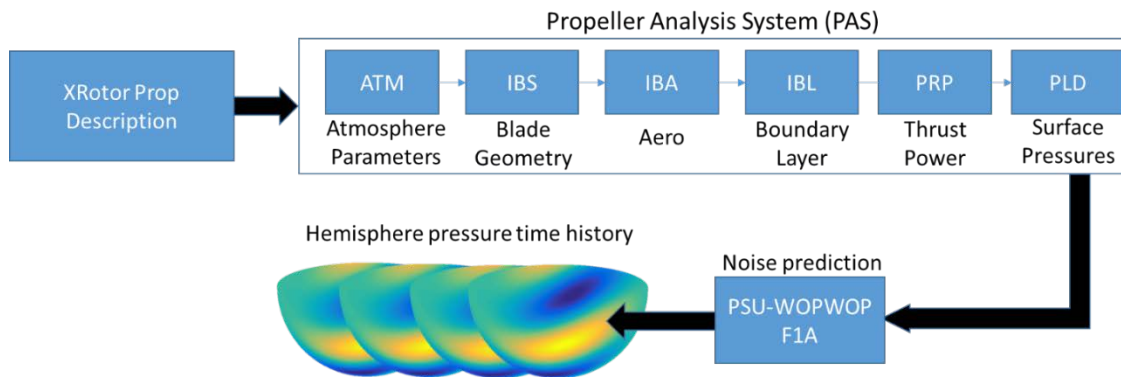 Propeller Analysis System (PAS)
XRotor Prop
Description
ATM
IBS
IBA
IBL
PRP
PLD
Atmosphere
Parameters
Blade
Geometry
Aero
Boundary
Layer
Thrust
Power
Surface
Pressures
Hemisphere pressure time history
Noise prediction
PSU-WOPWOP
F1A